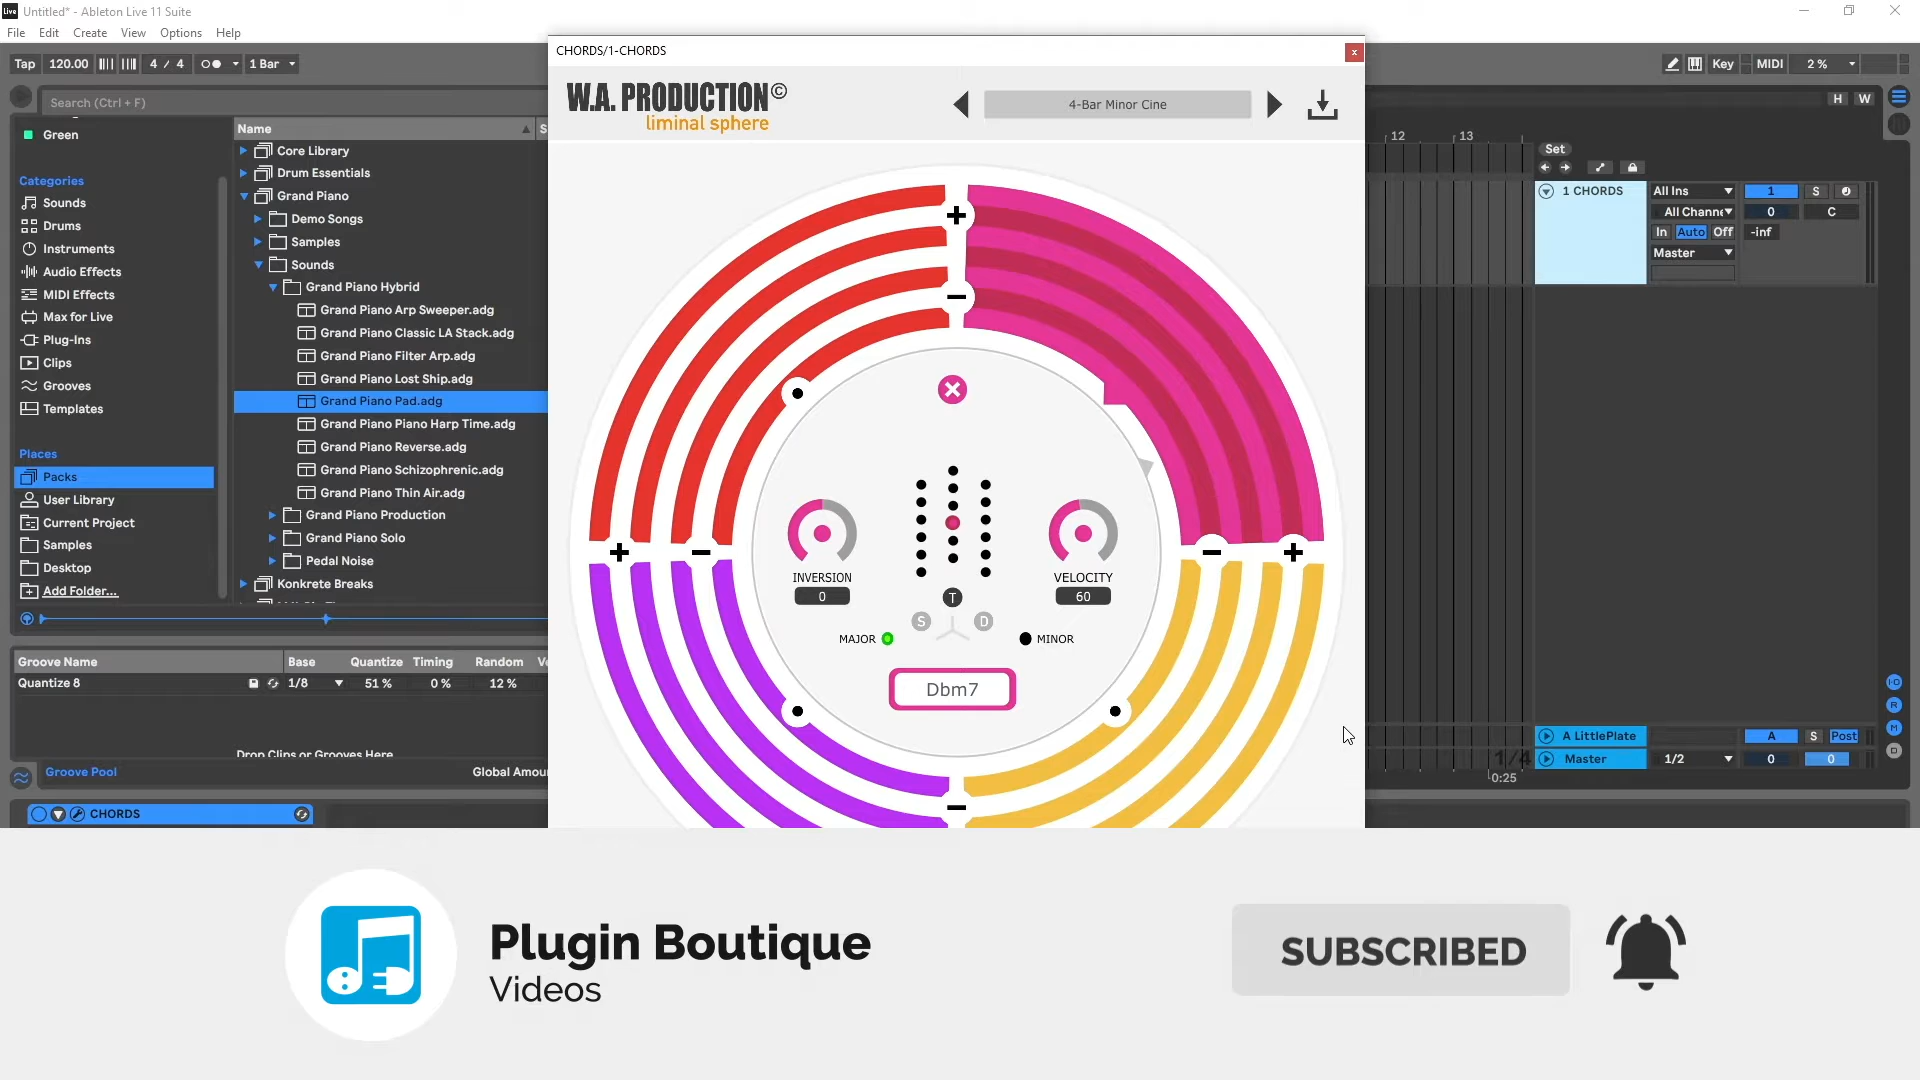 Live Untitled* - Ableton Live 11 Suite
File Edit Create View Options Help
Tap 120.00 4 / 4 1 Bar
Key MIDI 2 %
Search (Ctrl + F)
H W
Green
Categories
Sounds
Drums
Instruments
Audio Effects
MIDI Effects
Max for Live
Plug-Ins
Clips
Grooves
Templates
Places
Packs
User Library
Current Project
Samples
Desktop
Add Folder...
Name
Core Library
Drum Essentials
Grand Piano
Demo Songs
Samples
Sounds
Grand Piano Hybrid
Grand Piano Arp Sweeper.adg
Grand Piano Classic LA Stack.adg
Grand Piano Filter Arp.adg
Grand Piano Lost Ship.adg
Grand Piano Pad.adg
Grand Piano Piano Harp Time.adg
Grand Piano Reverse.adg
Grand Piano Schizophrenic.adg
Grand Piano Thin Air.adg
Grand Piano Production
Grand Piano Solo
Pedal Noise
Konkrete Breaks
Groove Name Base Quantize Timing Random
Quantize 8 1/8 51 % 0 % 12 %
Drop Clips or Grooves Here
Groove Pool Global Amou
CHORDS
CHORDS/1-CHORDS
x
W.A. PRODUCTION©
liminal sphere
4-Bar Minor Cine
INVERSION
0
VELOCITY
60
T
S D
MAJOR MINOR
Dbm7
12 13
Set
1 CHORDS All Ins 1 S
All Channe 0 C
In Auto Off -inf
Master
A LittlePlate A S Post
1/4 Master 1/2 0 0
0:25
I-O
R
M
D
Plugin Boutique
Videos
SUBSCRIBED